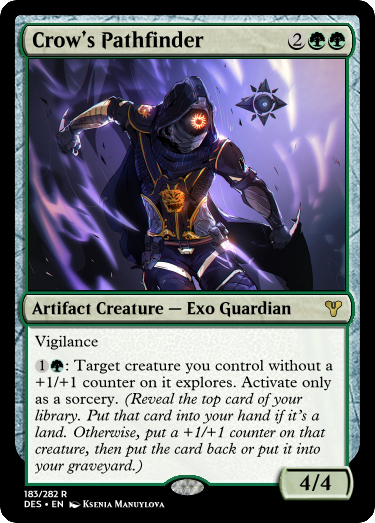 Crow's Pathfinder 2
Artifact Creature — Exo Guardian
Vigilance
1: Target creature you control without a
+1/+1 counter on it explores. Activate only
as a sorcery. (Reveal the top card of your
library. Put that card into your hand if it's a
land. Otherwise, put a +1/+1 counter on that
creature, then put the card back or put it into
your graveyard.)
4/4
183/282 R
DES • EN Ksenia Manuylova